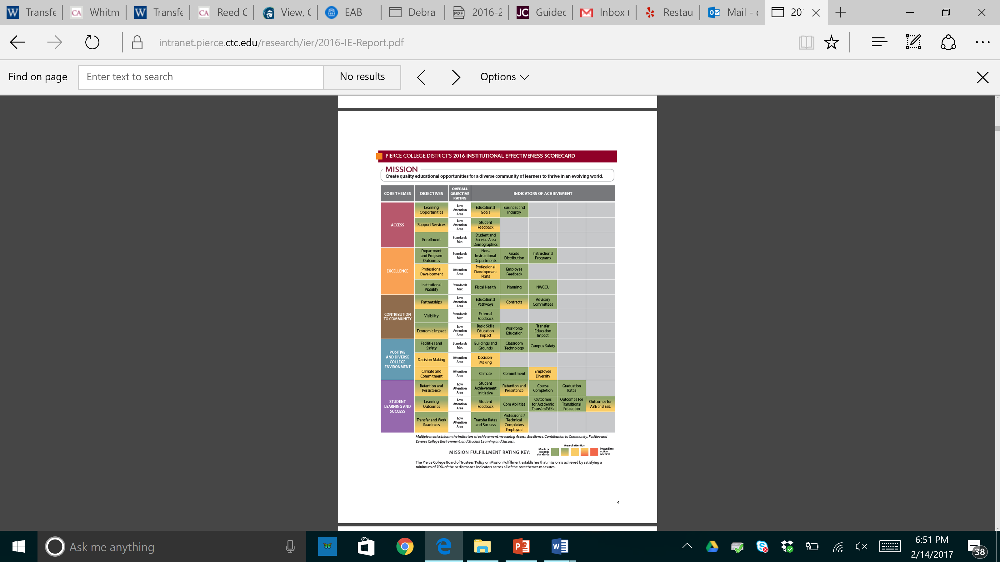 Transfe
Whitm
Transfe
Reed C
View, C
EAB
Debra
2016-2
Guided
Inbox (
Restau
Mail - c
20
intranet.pierce.ctc.edu/research/ier/2016-IE-Report.pdf
Find on page
Enter text to search
No results
Options
PIERCE COLLEGE DISTRICT'S 2016 INSTITUTIONAL EFFECTIVENESS SCORECARD
MISSION
Create quality educational opportunities for a diverse community of learners to thrive in an evolving world.
CORE THEMES
OBJECTIVES
OVERALL
OBJECTIVE
RATING
INDICATORS OF ACHIEVEMENT
ACCESS
Learning
Opportunities
Low
Attention
Area
Educational
Goals
Business and
Industry
Support Services
Low
Attention
Area
Student
Feedback
Enrollment
Standards
Met
Student and
Service Area
Demographics
EXCELLENCE
Department
and Program
Outcomes
Standards
Met
Non-
Instructional
Departments
Grade
Distribution
Instructional
Programs
Professional
Development
Attention
Area
Professional
Development
Plans
Employee
Feedback
Institutional
Viability
Standards
Met
Fiscal Health
Planning
NWCCU
CONTRIBUTION
TO COMMUNITY
Partnerships
Low
Attention
Area
Educational
Pathways
Contracts
Advisory
Committees
Visibility
Standards
Met
External
Feedback
Economic Impact
Low
Attention
Area
Basic Skills
Education
Impact
Workforce
Education
Transfer
Education
Impact
POSITIVE
AND DIVERSE
COLLEGE
ENVIRONMENT
Facilities and
Safety
Standards
Met
Buildings and
Grounds
Classroom
Technology
Campus Safety
Decision Making
Attention
Area
Decision-
Making
Climate and
Commitment
Attention
Area
Climate
Commitment
Employee
Diversity
STUDENT
LEARNING AND
SUCCESS
Retention and
Persistence
Low
Attention
Area
Student
Achievement
Initiative
Retention and
Persistence
Course
Completion
Graduation
Rates
Learning
Outcomes
Low
Attention
Area
Student
Feedback
Core Abilities
Outcomes
for Academic
Transfer/FAKs
Outcomes For
Transitional
Education
Outcomes for
ABE and ESL
Transfer and Work
Readiness
Low
Attention
Area
Transfer Rates
and Success
Professional/
Technical
Completers
Employed
Multiple metrics inform the indicators of achievement measuring Access, Excellence, Contribution to Community, Positive and
Diverse College Environment, and Student Learning and Success.
MISSION FULFILLMENT RATING KEY:
Meets or
exceeds
standards
Area of attention
Immediate
action
needed
The Pierce College Board of Trustees' Policy on Mission Fulfillment establishes that mission is achieved by satisfying a
minimum of 70% of the performance indicators across all of the core themes measures.
4
Ask me anything
6:51 PM
2/14/2017
38